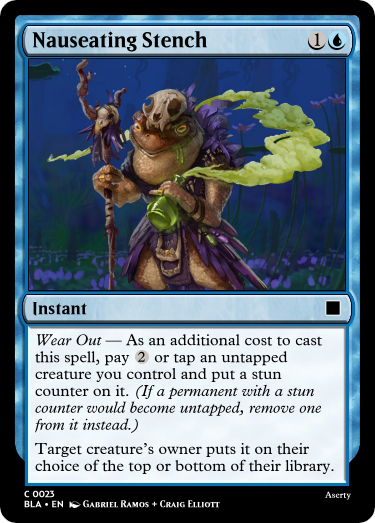 Nauseating Stench 1
Instant
Wear Out — As an additional cost to cast
this spell, pay 2 or tap an untapped
creature you control and put a stun
counter on it. (If a permanent with a stun
counter would become untapped, remove one
from it instead.)
Target creature's owner puts it on their
choice of the top or bottom of their library.
C 0023
BLA • EN Gabriel Ramos + Craig Elliott
Aserty